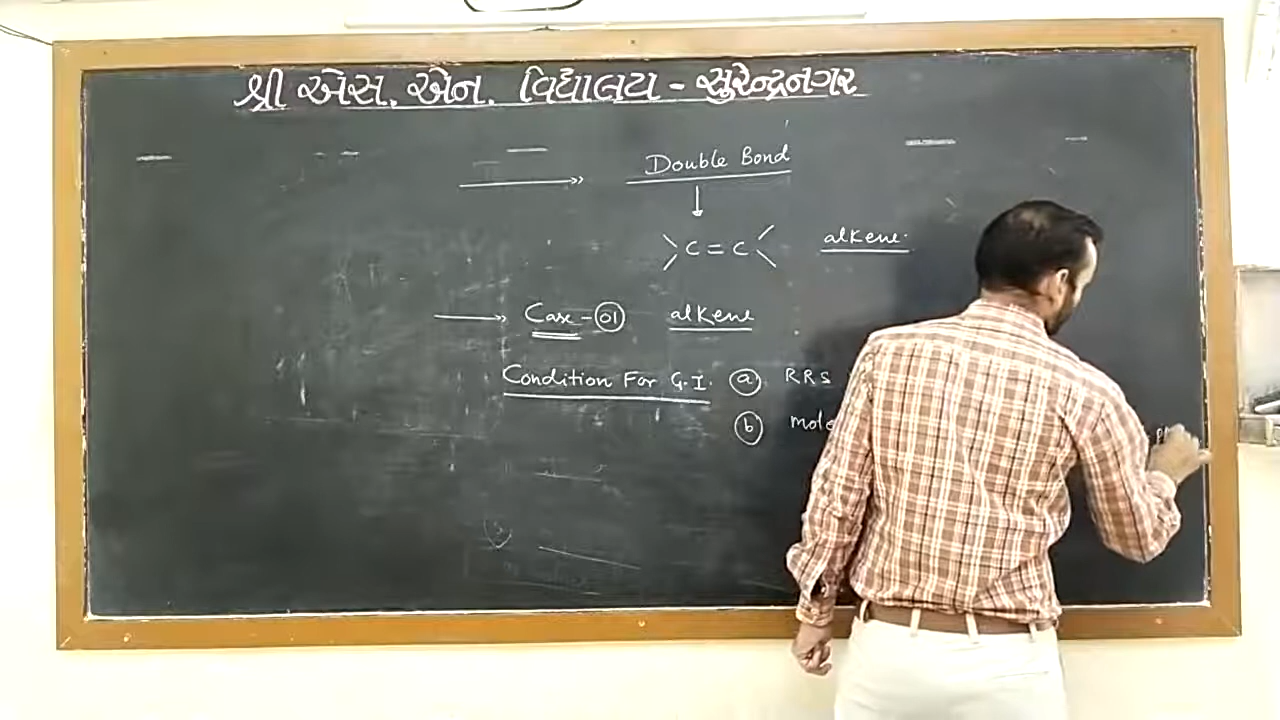 શ્રી એસ. એન. વિદ્યાલય - સુરેન્દ્રનગર
Double Bond
C = C alkene.
Case - 01 alkene
Condition For G.I. (a) RRS
(b) mole